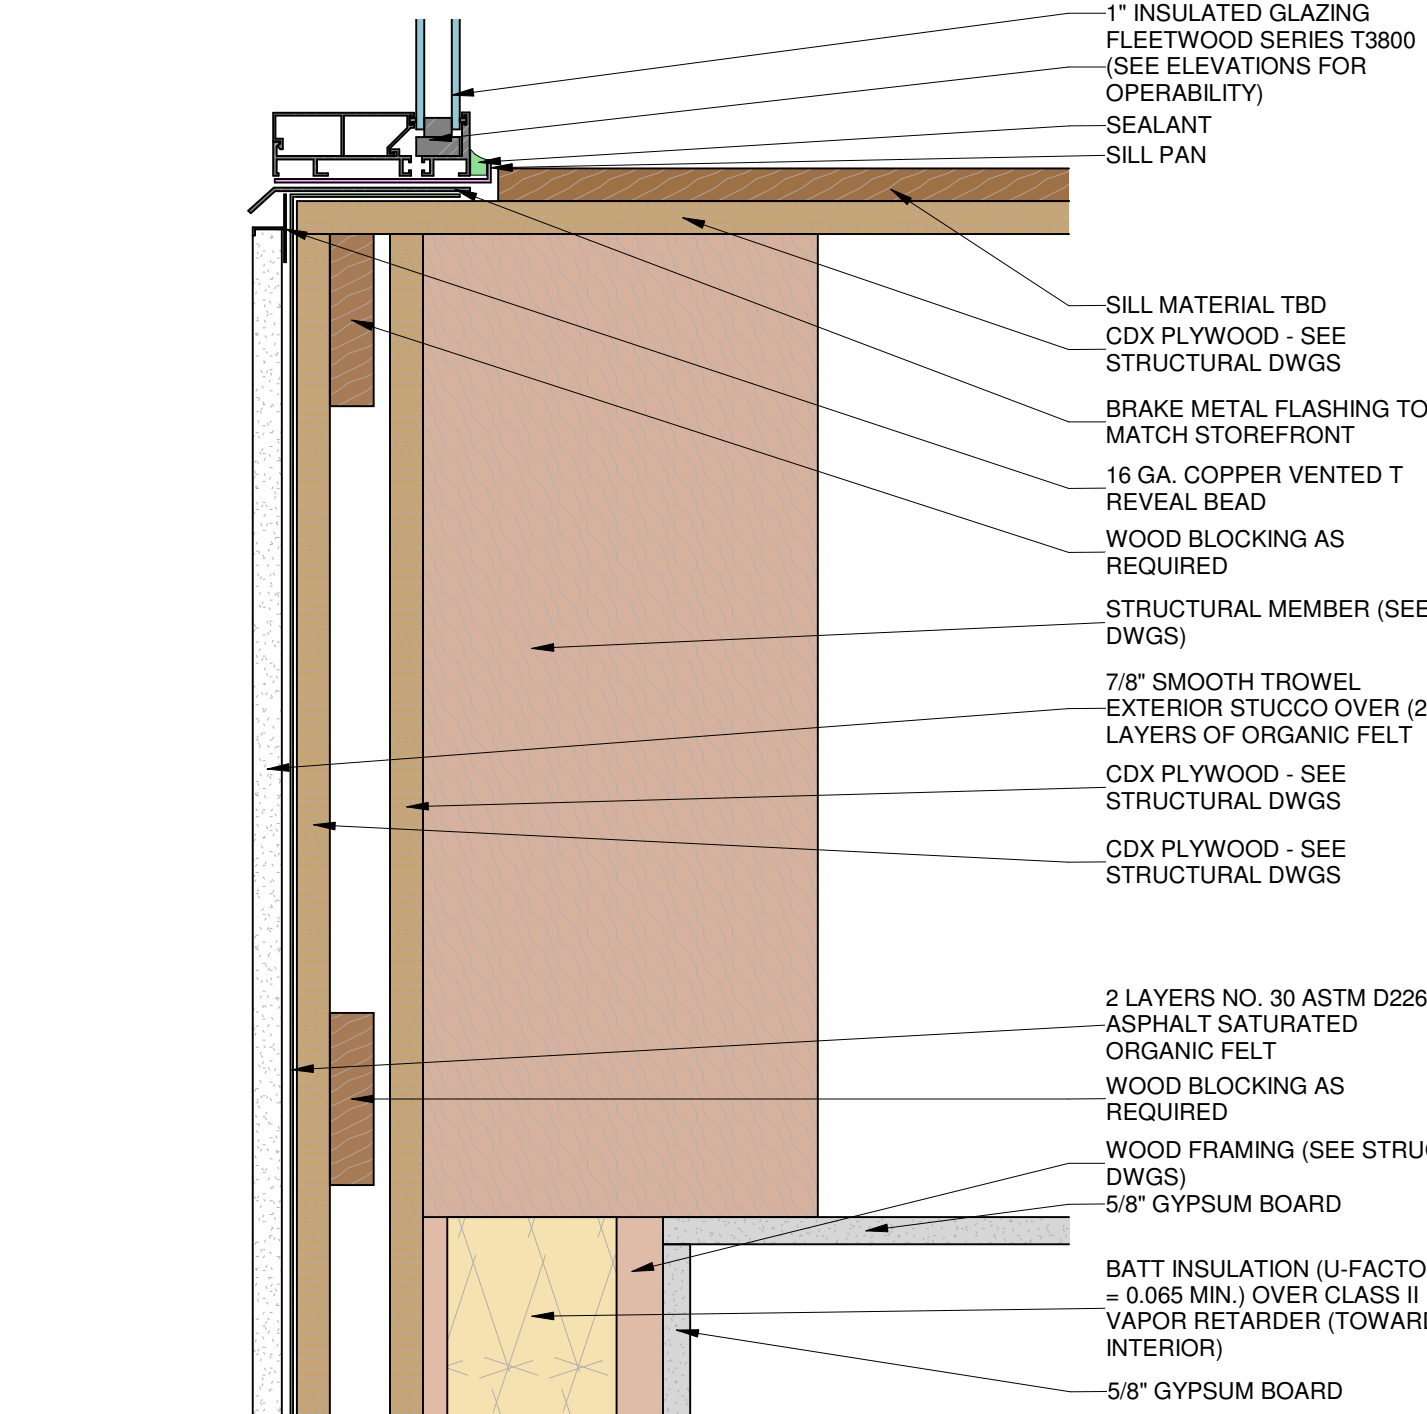 1" INSULATED GLAZING
FLEETWOOD SERIES T3800
(SEE ELEVATIONS FOR
OPERABILITY)
SEALANT
SILL PAN
SILL MATERIAL TBD
CDX PLYWOOD - SEE
STRUCTURAL DWGS
BRAKE METAL FLASHING TO
MATCH STOREFRONT
16 GA. COPPER VENTED T
REVEAL BEAD
WOOD BLOCKING AS
REQUIRED
STRUCTURAL MEMBER (SEE
DWGS)
7/8" SMOOTH TROWEL
EXTERIOR STUCCO OVER (2
LAYERS OF ORGANIC FELT
CDX PLYWOOD - SEE
STRUCTURAL DWGS
CDX PLYWOOD - SEE
STRUCTURAL DWGS
2 LAYERS NO. 30 ASTM D226
ASPHALT SATURATED
ORGANIC FELT
WOOD BLOCKING AS
REQUIRED
WOOD FRAMING (SEE
DWGS)
5/8" GYPSUM BOARD
BATT INSULATION
= 0.065 MIN.) OVER CLASS II
VAPOR RETARDER
INTERIOR)
5/8" GYPSUM BOARD